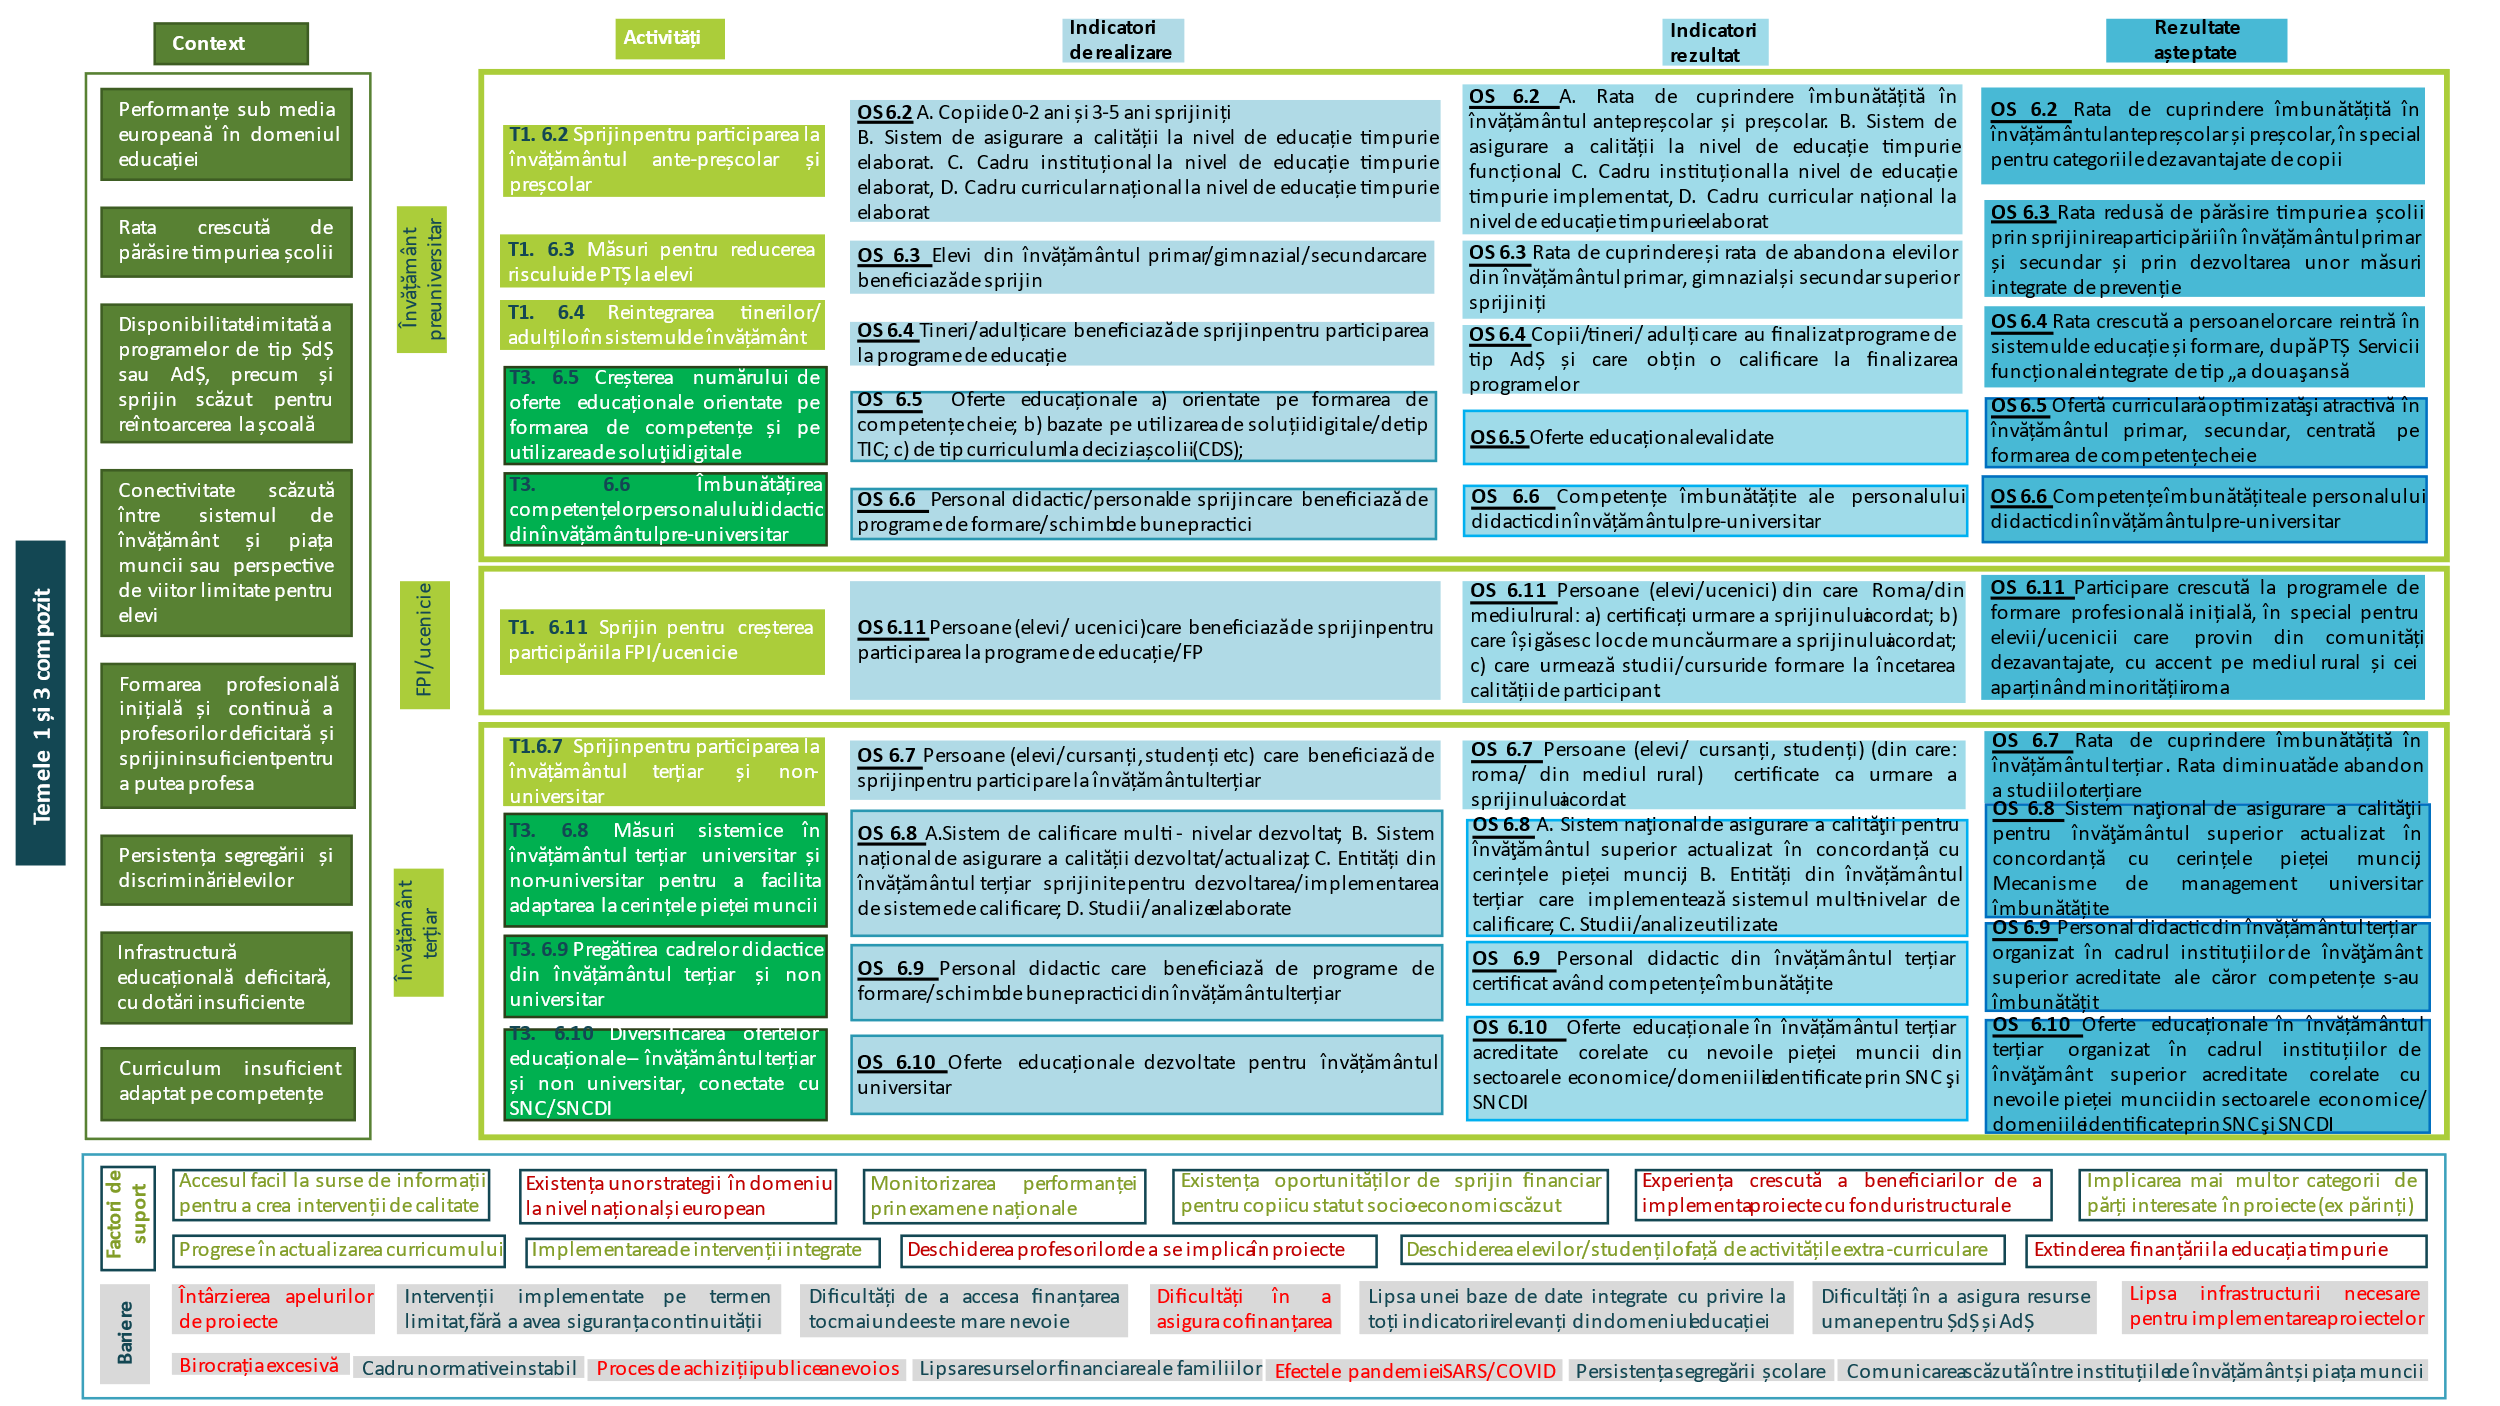 Context
Activități
Indicatori
de realizare
Indicatori
rezultat
Rezultate
așteptate
Temele 1 și 3 compozit
Performanțe sub media
europeană în domeniul
educației
Rata crescută de
părăsire timpurie a școlii
Disponibilitate limitată a
programelor de tip ȘdȘ
sau AdȘ, precum și
sprijin scăzut pentru
reîntoarcerea la școală
Conectivitate scăzută
între sistemul de
învățământ și piața
muncii sau perspective
de viitor limitate pentru
elevi
Formarea profesională
inițială și continuă a
profesorilor deficitară și
sprijin insuficient pentru
a putea profesa
Persistența segregării și
discriminării elevilor
Infrastructură
educațională deficitară,
cu dotări insuficiente
Curriculum insuficient
adaptat pe competențe
Învățământ
preuniversitar
T1. 6.2 Sprijin pentru participarea la
învățământul ante-preșcolar și
preșcolar
OS 6.2 A. Copii de 0-2 ani și 3-5 ani sprijiniți
B. Sistem de asigurare a calității la nivel de educație timpurie
elaborat. C. Cadru instituțional la nivel de educație timpurie
elaborat, D. Cadru curricular național la nivel de educație timpurie
elaborat
OS 6.2 A. Rata de cuprindere îmbunătățită în
învățământul antepreșcolar și preșcolar. B. Sistem de
asigurare a calității la nivel de educație timpurie
funcțional. C. Cadru instituțional la nivel de educație
timpurie implementat, D. Cadru curricular național la
nivel de educație timpurie elaborat
OS 6.2 Rata de cuprindere îmbunătățită în
învățământul antepreșcolar și preșcolar, în special
pentru categoriile dezavantajate de copii
T1. 6.3 Măsuri pentru reducerea
riscului de PTȘ la elevi
OS 6.3 Elevi din învățământul primar/gimnazial/secundar care
beneficiază de sprijin
OS 6.3 Rata de cuprindere și rata de abandon a elevilor
din învățământul primar, gimnazial și secundar superior
sprijiniți
OS 6.3 Rata redusă de părăsire timpurie a școlii
prin sprijinirea participării în învățământul primar
și secundar și prin dezvoltarea unor măsuri
integrate de prevenție
T1. 6.4 Reintegrarea tinerilor/
adulților în sistemul de învățământ
OS 6.4 Tineri/adulți care beneficiază de sprijin pentru participarea
la programe de educație
OS 6.4 Copii/tineri/ adulți care au finalizat programe de
tip AdȘ și care obțin o calificare la finalizarea
programelor
OS 6.4 Rata crescută a persoanelor care reintră în
sistemul de educație și formare, după PTȘ Servicii
funcționale integrate de tip „a doua şansă
T3. 6.5 Creșterea numărului de
oferte educaționale orientate pe
formarea de competențe și pe
utilizarea de soluţii digitale
OS 6.5 Oferte educaționale a) orientate pe formarea de
competențe cheie; b) bazate pe utilizarea de soluții digitale/de tip
TIC; c) de tip curriculum la decizia școlii (CDS);
OS 6.5 Oferte educaționale validate
OS 6.5 Ofertă curriculară optimizată şi atractivă în
învățământ primar, secundar, centrată pe
formarea de competențe cheie
T3. 6.6 Îmbunătățirea
competențelor personalului didactic
din învățământul pre-universitar
OS 6.6 Personal didactic/personal de sprijin care beneficiază de
programe de formare/schimb de bune practici
OS 6.6 Competențe îmbunătățite ale personalului
didactic din învățământul pre-universitar
OS 6.6 Competențe îmbunătățite ale personalului
didactic din învățământul pre-universitar
FPI/ucenicie
T1. 6.11 Sprijin pentru creșterea
participării la FPI/ucenicie
OS 6.11 Persoane (elevi/ ucenici) care beneficiază de sprijin pentru
participarea la programe de educație/FP
OS 6.11 Persoane (elevi/ucenici) din care Roma/din
mediul rural: a) certificați urmare a sprijinului acordat; b)
care își găsesc loc de muncă urmare a sprijinului acordat;
c) care urmează studii/cursuri de formare la încetarea
calității de participant.
OS 6.11 Participare crescută la programele de
formare profesională inițială, în special pentru
elevii/ucenicii care provin din comunități
dezavantajate, cu accent pe mediul rural și cei
aparținând minorității roma
Învățământ
terțiar
T1.6.7 Sprijin pentru participarea la
învățământul terțiar și non-
universitar
OS 6.7 Persoane (elevi/cursanți, studenți etc) care beneficiază de
sprijin pentru participare la învățământul terțiar
OS 6.7 Persoane (elevi/ cursanți, studenți) (din care:
roma/ din mediul rural) certificate ca urmare a
sprijinului acordat
OS 6.7 Rata de cuprindere îmbunătățită în
învățământul terțiar. Rata diminuată de abandon
a studiilor terțiare
T3. 6.8 Măsuri sistemice în
învățământul terțiar universitar și
non-universitar pentru a facilita
adaptarea la cerințele pieței muncii
OS 6.8 A.Sistem de calificare multi - nivelar dezvoltat; B. Sistem
național de asigurare a calității dezvoltat/actualizat; C. Entități din
învățământul terțiar sprijinite pentru dezvoltarea/implementarea
de sisteme de calificare; D. Studii/analize elaborate
OS 6.8 A. Sistem naţional de asigurare a calităţii pentru
învăţământul superior actualizat în concordanță cu
cerințele pieței muncii; B. Entități din învățământul
terțiar care implementează sistemul multi-nivelar de
calificare; C. Studii/analize utilizate.
OS 6.8 Sistem naţional de asigurare a calităţii
pentru învăţământul superior actualizat în
concordanță cu cerințele pieței muncii;
Mecanisme de management universitar
îmbunătățite
T3. 6.9 Pregătirea cadrelor didactice
din învățământul terțiar și non
universitar
OS 6.9 Personal didactic care beneficiază de programe de
formare/schimb de bune practici din învățământul terțiar
OS 6.9 Personal didactic din învățământul terțiar
certificat având competențe îmbunătățite
OS 6.9 Personal didactic din învățământul terțiar
organizat în cadrul instituțiilor de învăţământ
superior acreditate ale căror competențe s-au
îmbunătățit
T3. 6.10 Diversificarea ofertelor
educaționale – învățământul terțiar
și non universitar, conectate cu
SNC/SNCDI
OS 6.10 Oferte educaționale dezvoltate pentru învățământul
universitar
OS 6.10 Oferte educaționale în învățământul terțiar
acreditate corelate cu nevoile pieței muncii din
sectoarele economice/domeniile identificate prin SNC şi
SNCDI
OS 6.10 Oferte educaționale în învățământul
terțiar organizat în cadrul instituțiilor de
învăţământ superior acreditate corelate cu
nevoile pieței muncii din sectoarele economice/
domeniile identificate prin SNC şi SNCDI
Factori de
suport
Accesul facil la surse de informații
pentru a crea intervenții de calitate
Existența unor strategii în domeniu
la nivel național și european
Monitorizarea performanței
prin examene naționale
Existența oportunităților de sprijin financiar
pentru copii cu statut socio-economic scăzut
Experiența crescută a beneficiarilor de a
implementa proiecte cu fonduri structurale
Implicarea mai multor categorii de
părți interesate în proiecte (ex părinți)
Progrese în actualizarea curricumului
Implementarea de intervenții integrate
Deschiderea profesorilor de a se implica în proiecte
Deschiderea elevilor/studenților față de activitățile extra-curriculare
Extinderea finanțării la educația timpurie
Bariere
Întârzierea apelurilor
de proiecte
Intervenții implementate pe termen
limitat, fără a avea siguranța continuității
Dificultăți de a accesa finanțarea
tocmai unde este mare nevoie
Dificultăți în a
asigura cofinanțarea
Lipsa unei baze de date integrate cu privire la
toți indicatorii relevanți din domeniul educației
Dificultăți în a asigura resurse
umane pentru ȘdȘ și AdȘ
Lipsa infrastructurii necesare
pentru implementarea proiectelor
Birocrația excesivă
Cadru normative instabil
Proces de achiziții publice anevoios
Lipsa resurselor financiare ale familiilor
Efectele pandemiei SARS/COVID
Persistența segregării școlare
Comunicarea scăzută între instituțiile de învățământ și piața muncii